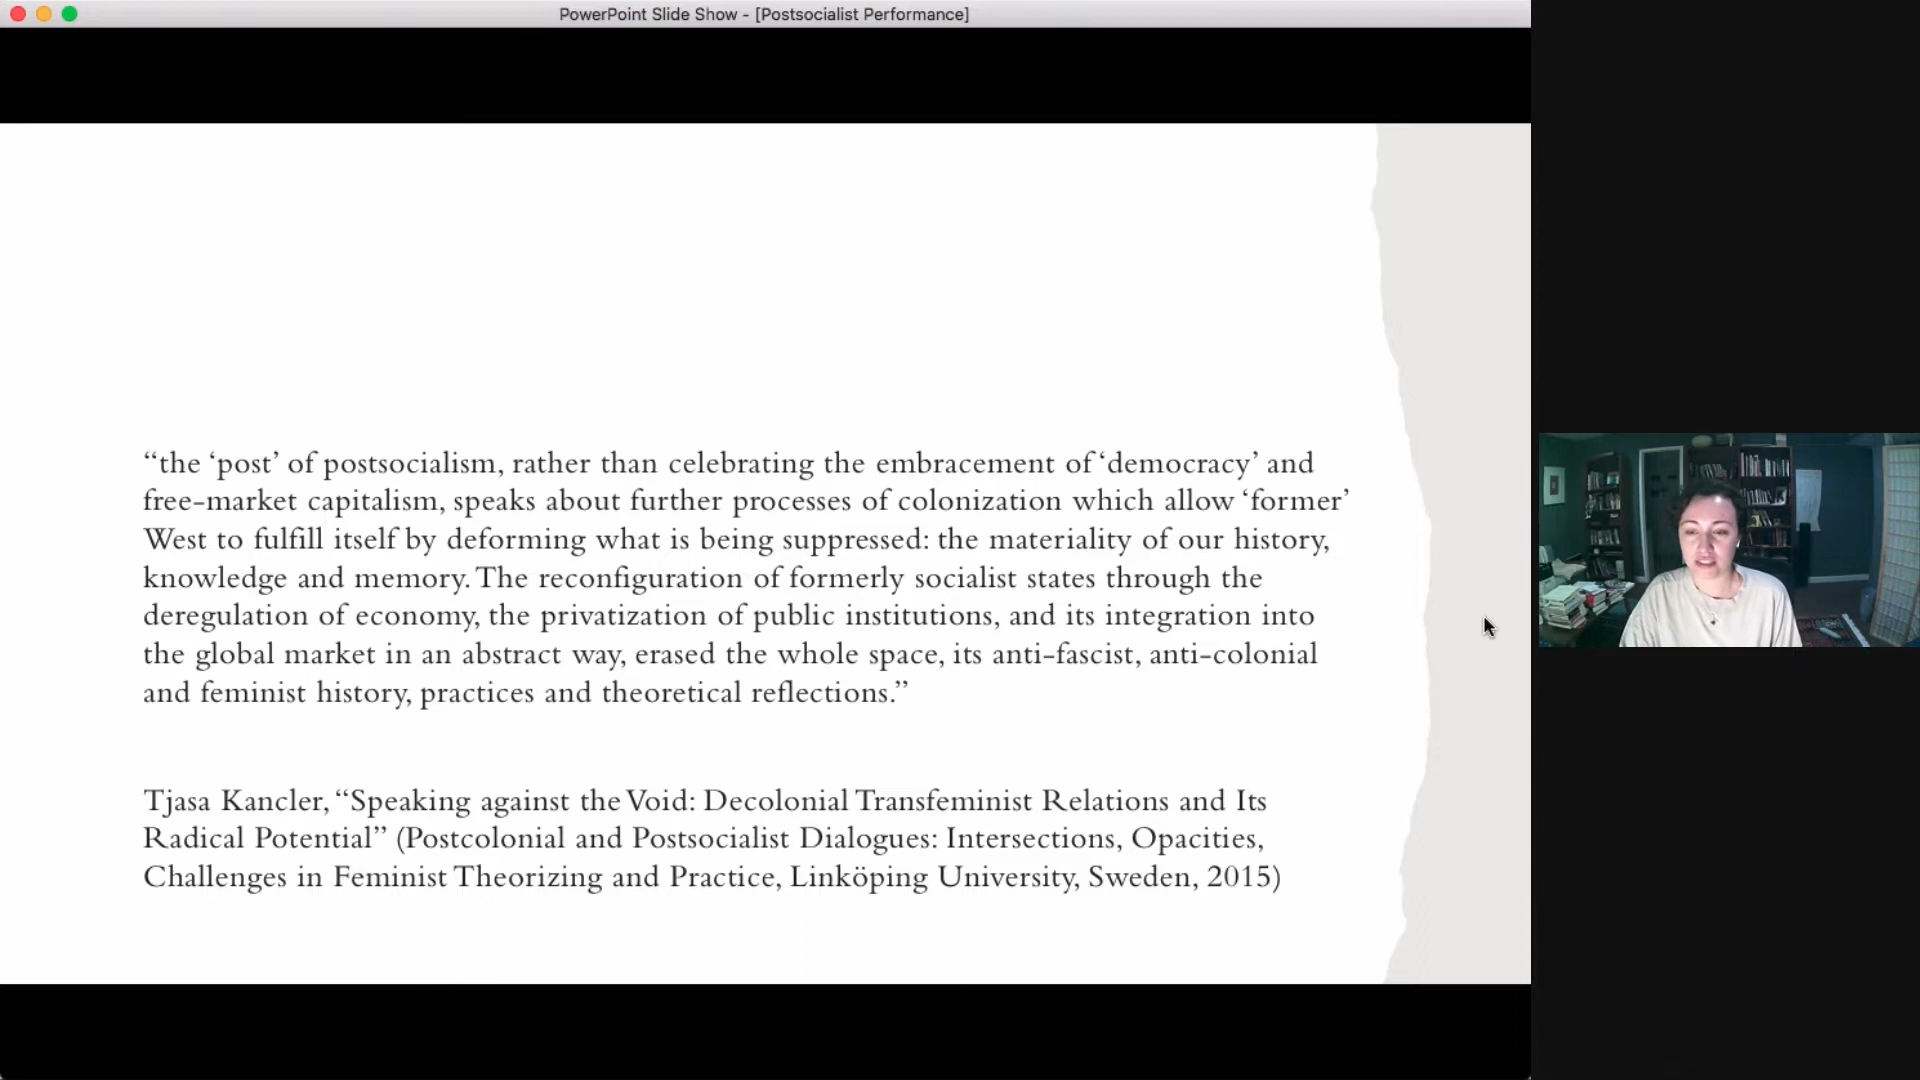 PowerPoint Slide Show - [Postsocialist Performance]
“the ‘post’ of postsocialism, rather than celebrating the embracement of ‘democracy’ and
free-market capitalism, speaks about further processes of colonization which allow ‘former’
West to fulfill itself by deforming what is being suppressed: the materiality of our history,
knowledge and memory. The reconfiguration of formerly socialist states through the
deregulation of economy, the privatization of public institutions, and its integration into
the global market in an abstract way, erased the whole space, its anti-fascist, anti-colonial
and feminist history, practices and theoretical reflections.”
Tjasa Kancler, “Speaking against the Void: Decolonial Transfeminist Relations and Its
Radical Potential” (Postcolonial and Postsocialist Dialogues: Intersections, Opacities,
Challenges in Feminist Theorizing and Practice, Linköping University, Sweden, 2015)